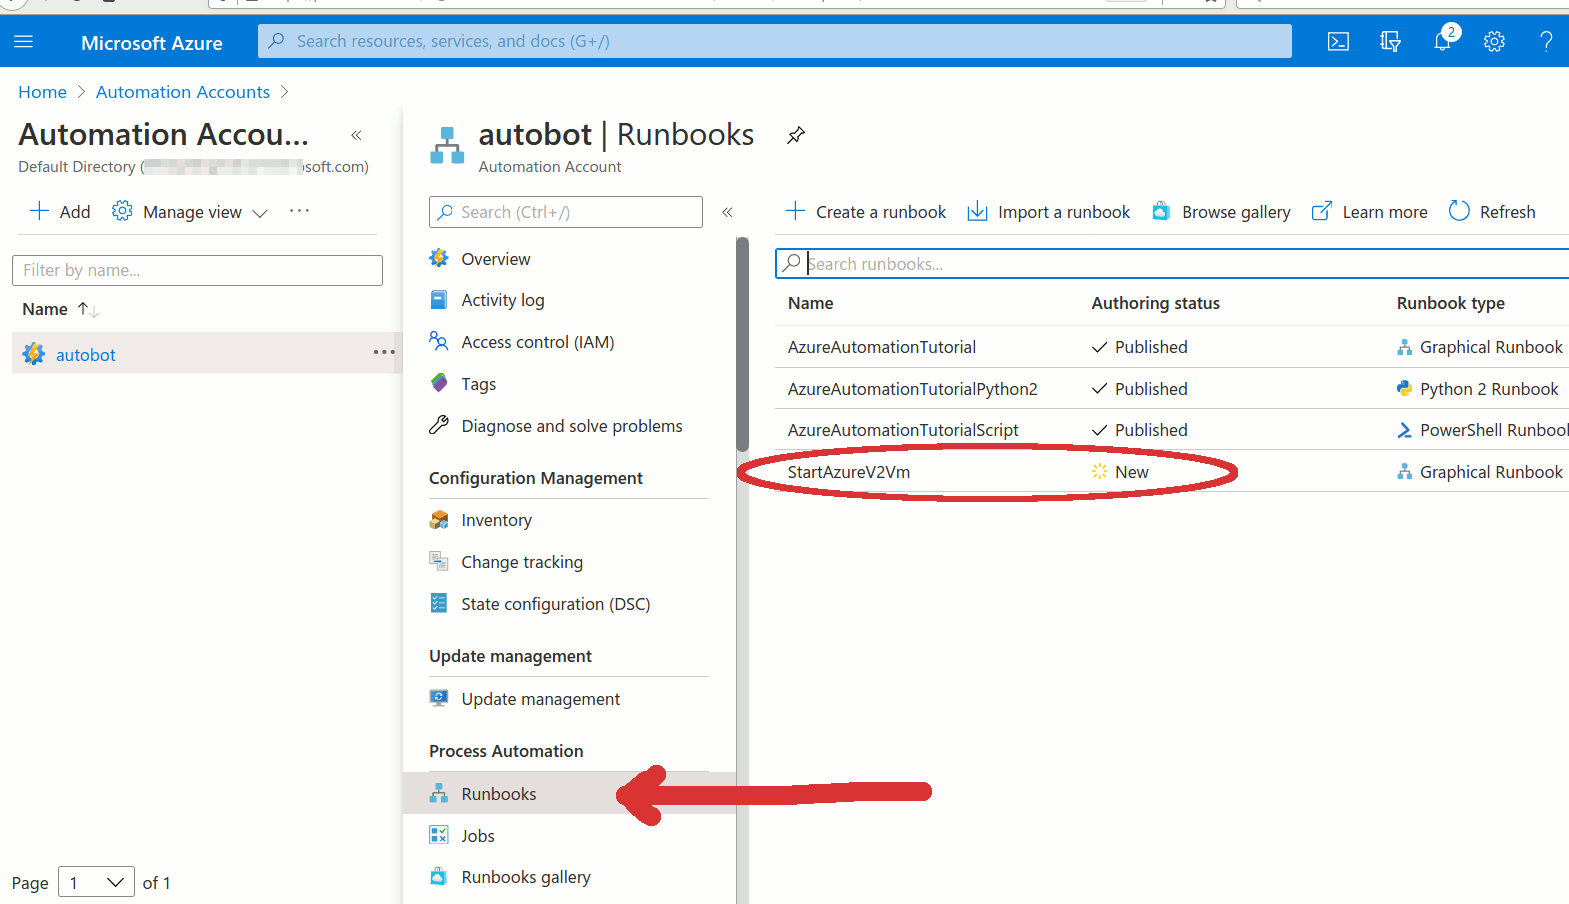 Microsoft Azure
Search resources, services, and docs (G+/)
2
Home > Automation Accounts >
Automation Accou... «
Default Directory (
soft.com)
Add Manage view ...
Filter by name...
Name ↑↓
autobot ...
Page 1 of 1
autobot | Runbooks
Automation Account
Search (Ctrl+/) «
Overview
Activity log
Access control (IAM)
Tags
Diagnose and solve problems
Configuration Management
Inventory
Change tracking
State configuration (DSC)
Update management
Update management
Process Automation
Runbooks
Jobs
Runbooks gallery
Create a runbook Import a runbook Browse gallery Learn more Refresh
Search runbooks...
Name Authoring status Runbook type
AzureAutomationTutorial Published Graphical Runbook
AzureAutomationTutorialPython2 Published Python 2 Runbook
AzureAutomationTutorialScript Published PowerShell Runbook
StartAzureV2Vm New Graphical Runbook